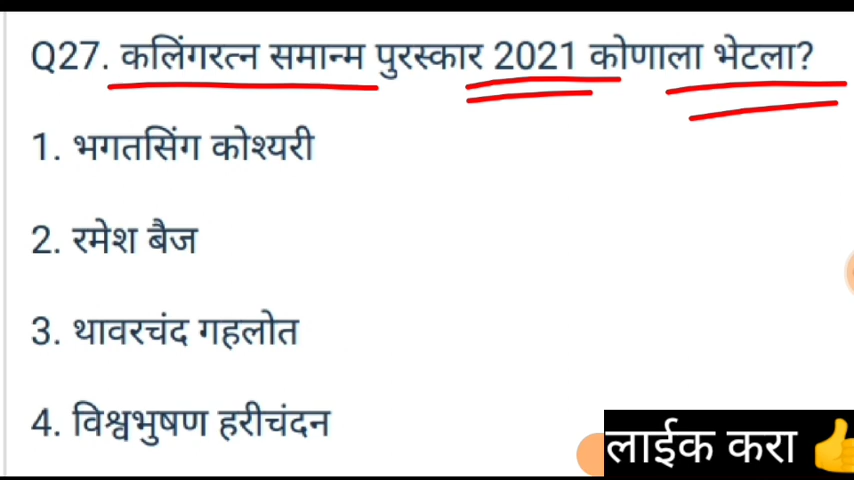 Q27. कलिंगरत्न समान्म पुरस्कार 2021 कोणाला भेटला?
1. भगतसिंग कोश्यरी
2. रमेश बैज
3. थावरचंद गहलोत
4. विश्वभुषण हरीचंदन
लाईक करा 👍